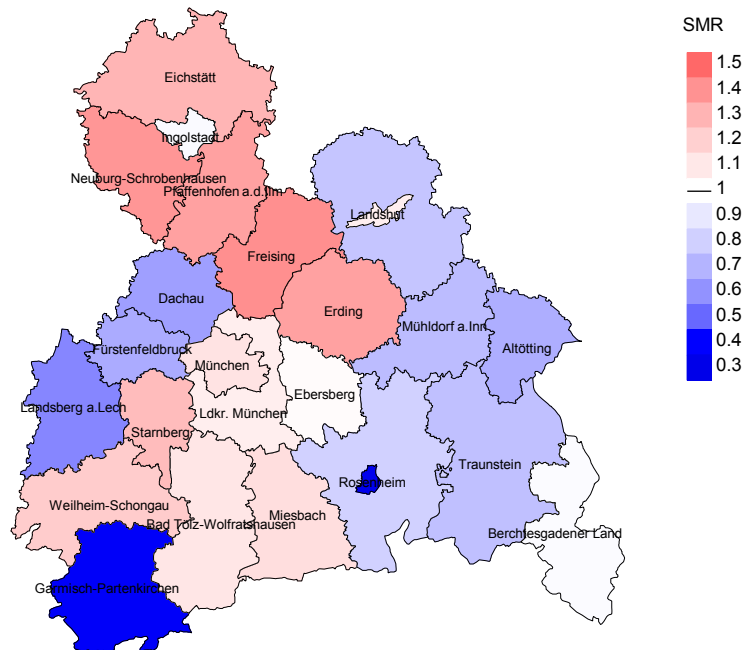 SMR
1.5
1.4
1.3
1.2
1.1
1
0.9
0.8
0.7
0.6
0.5
0.4
0.3
Eichstätt
Ingolstadt
Neuburg-Schrobenhausen
Pfaffenhofen a.d.Ilm
Landshut
Freising
Dachau
Erding
Mühldorf a.Inn
Altötting
Fürstenfeldbruck
München
Ebersberg
Landsberg a.Lech
Ldkr. München
Starnberg
Traunstein
Rosenheim
Weilheim-Schongau
Miesbach
Bad Tölz-Wolfratshausen
Berchtesgadener Land
Garmisch-Partenkirchen